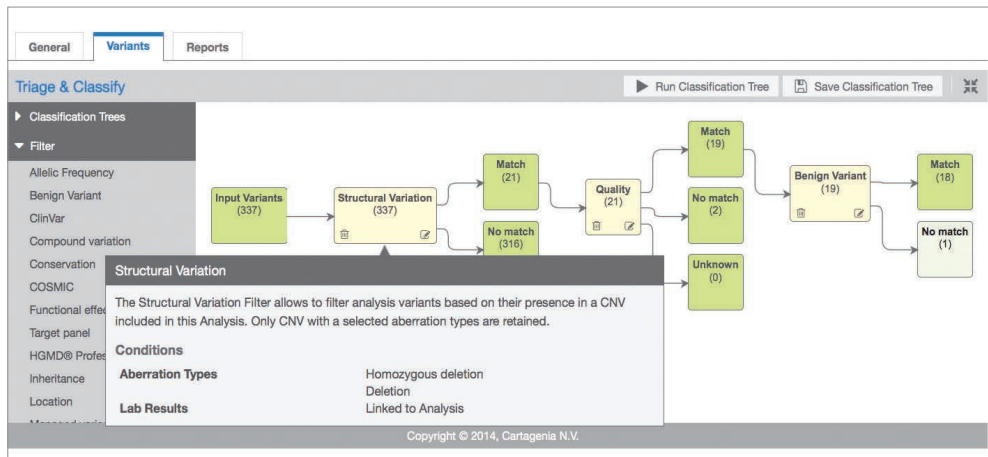 General
Variants
Reports
Triage & Classify
Run Classification Tree
Save Classification Tree
Classification Trees
Filter
Allelic Frequency
Benign Variant
ClinVar
Compound variation
Conservation
COSMIC
Functional effe
Target panel
HGMD® Profes
Inheritance
Location
Input Variants
(337)
Structural Variation
(337)
Match
(21)
No match
(316)
Quality
(21)
Match
(19)
No match
(2)
Unknown
(0)
Benign Variant
(19)
Match
(18)
No match
(1)
Structural Variation
The Structural Variation Filter allows to filter analysis variants based on their presence in a CNV
included in this Analysis. Only CNV with a selected aberration types are retained.
Conditions
Aberration Types
Homozygous deletion
Deletion
Lab Results
Linked to Analysis
Copyright © 2014, Cartagenia N.V.